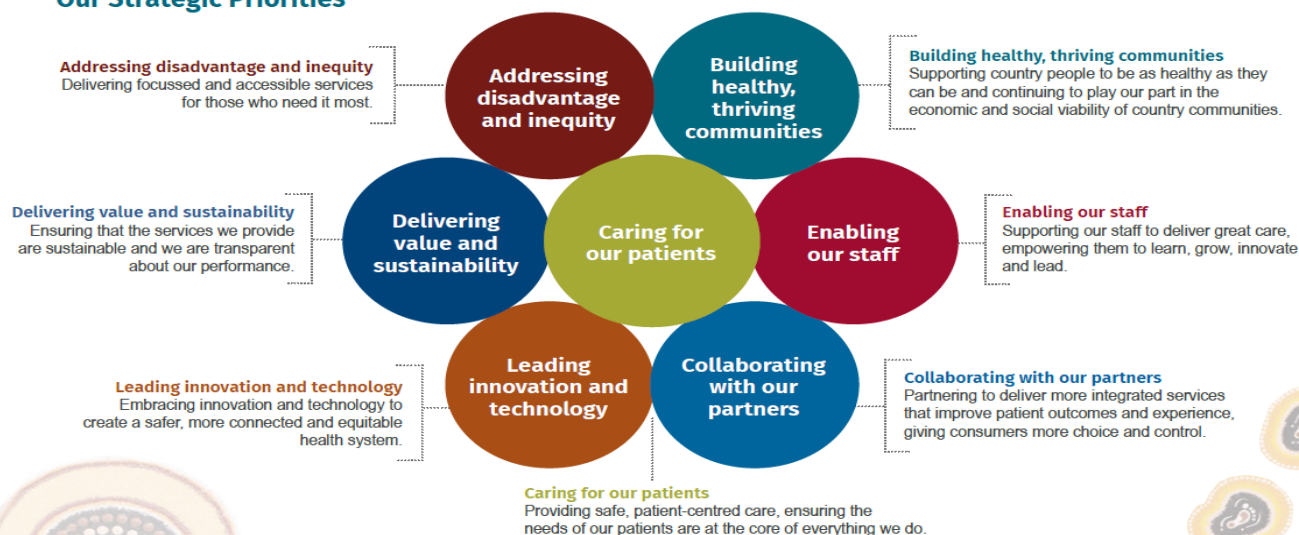 Our Strategic Priorities
Addressing disadvantage and inequity
Delivering focussed and accessible services
for those who need it most.
Addressing
disadvantage
and inequity
Building
healthy,
thriving
communities
Building healthy, thriving communities
Supporting country people to be as healthy as they
can be and continuing to play our part in the
economic and social viability of country communities.
Delivering value and sustainability
Ensuring that the services we provide
are sustainable and we are transparent
about our performance.
Delivering
value and
sustainability
Caring for
our patients
Enabling
our staff
Enabling our staff
Supporting our staff to deliver great care,
empowering them to learn, grow, innovate
and lead.
Leading innovation and technology
Embracing innovation and technology to
create a safer, more connected and equitable
health system.
Leading
innovation and
technology
Collaborating
with our
partners
Collaborating with our partners
Partnering to deliver more integrated services
that improve patient outcomes and experience,
giving consumers more choice and control.
Caring for our patients
Providing safe, patient-centred care, ensuring the
needs of our patients are at the core of everything we do.